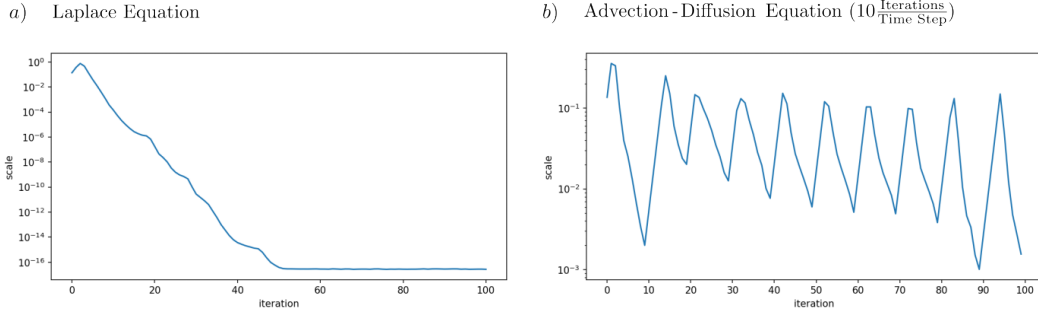 a) Laplace Equation
b) Advection-Diffusion Equation (10 Iterations/Time Step)
10⁰
10⁻²
10⁻⁴
10⁻⁶
10⁻⁸
10⁻¹⁰
10⁻¹²
10⁻¹⁴
10⁻¹⁶
scale
0 20 40 60 80 100
iteration
10⁻¹
10⁻²
10⁻³
scale
0 10 20 30 40 50 60 70 80 90 100
iteration